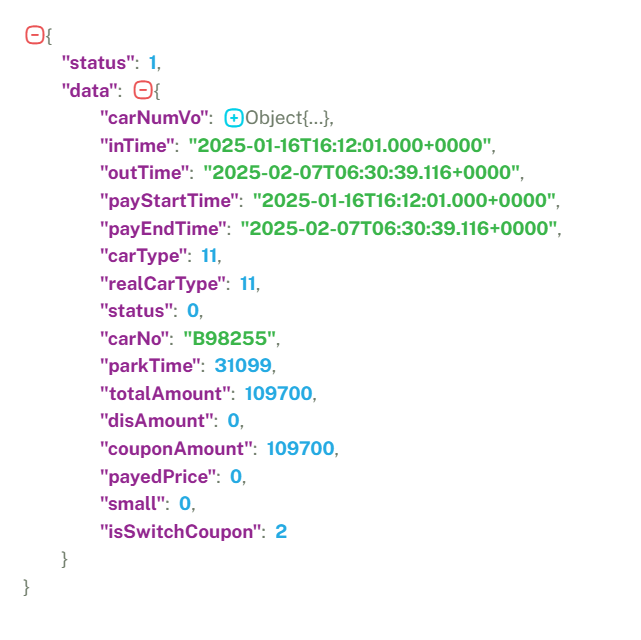 {
"status": 1,
"data": {
"carNumVo": Object{...},
"inTime": "2025-01-16T16:12:01.000+0000",
"outTime": "2025-02-07T06:30:39.116+0000",
"payStartTime": "2025-01-16T16:12:01.000+0000",
"payEndTime": "2025-02-07T06:30:39.116+0000",
"carType": 11,
"realCarType": 11,
"status": 0,
"carNo": "B98255",
"parkTime": 31099,
"totalAmount": 109700,
"disAmount": 0,
"couponAmount": 109700,
"payedPrice": 0,
"small": 0,
"isSwitchCoupon": 2
}
}